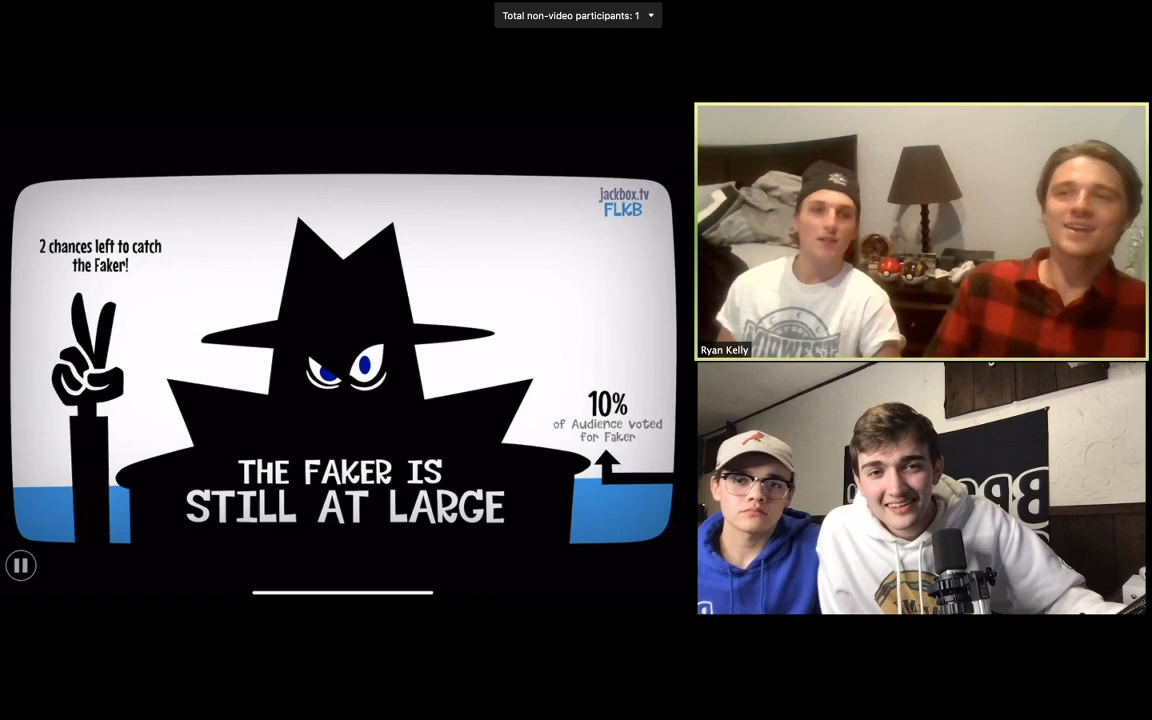 Total non-video participants: 1
jackbox.tv
FLKB
2 chances left to catch
the Faker!
10%
of Audience voted
for Faker
THE FAKER IS
STILL AT LARGE
Ryan Kelly
MIDWEST